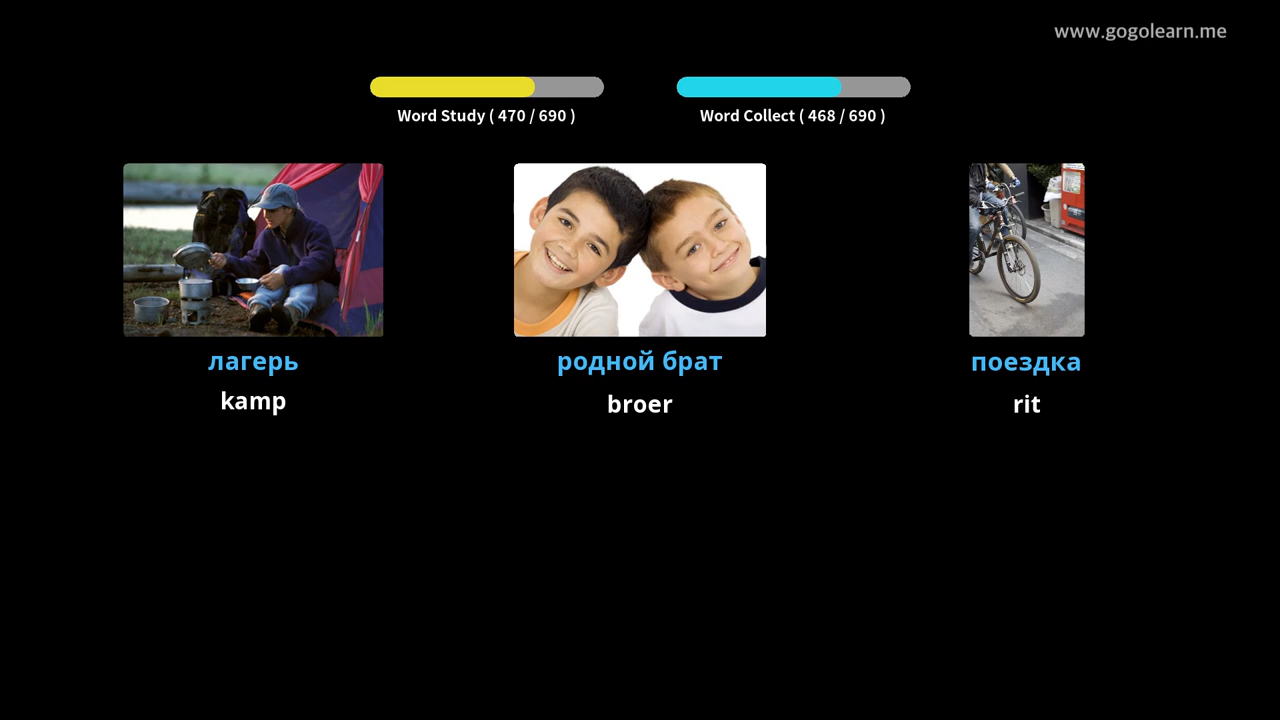 www.gogolearn.me
Word Study ( 470 / 690 )
Word Collect ( 468 / 690 )
лагерь
kamp
родной брат
broer
поездка
rit